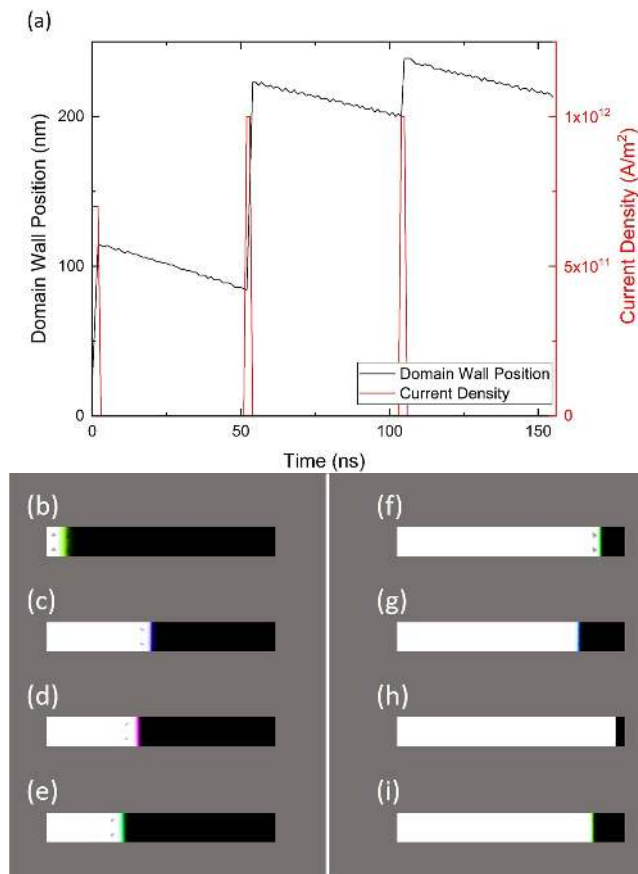 (a)
200
100
0
Domain Wall Position (nm)
1x10¹²
5x10¹¹
0
Current Density (A/m²)
Domain Wall Position
Current Density
0
50
100
150
Time (ns)
(b)
(f)
(c)
(g)
(d)
(h)
(e)
(i)